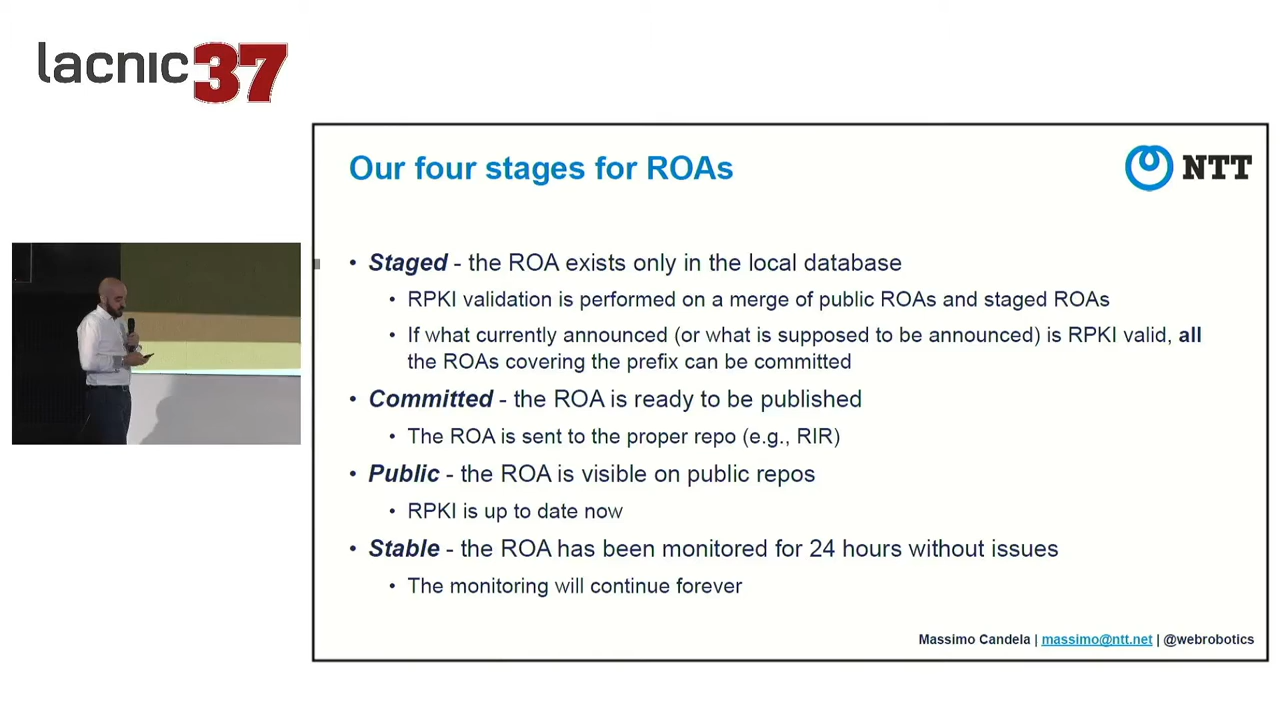 lacnic37
Our four stages for ROAs
NTT
• Staged - the ROA exists only in the local database
• RPKI validation is performed on a merge of public ROAs and staged ROAs
• If what currently announced (or what is supposed to be announced) is RPKI valid, all
the ROAs covering the prefix can be committed
• Committed - the ROA is ready to be published
• The ROA is sent to the proper repo (e.g., RIR)
• Public - the ROA is visible on public repos
• RPKI is up to date now
• Stable - the ROA has been monitored for 24 hours without issues
• The monitoring will continue forever
Massimo Candela | massimo@ntt.net | @webrobotics